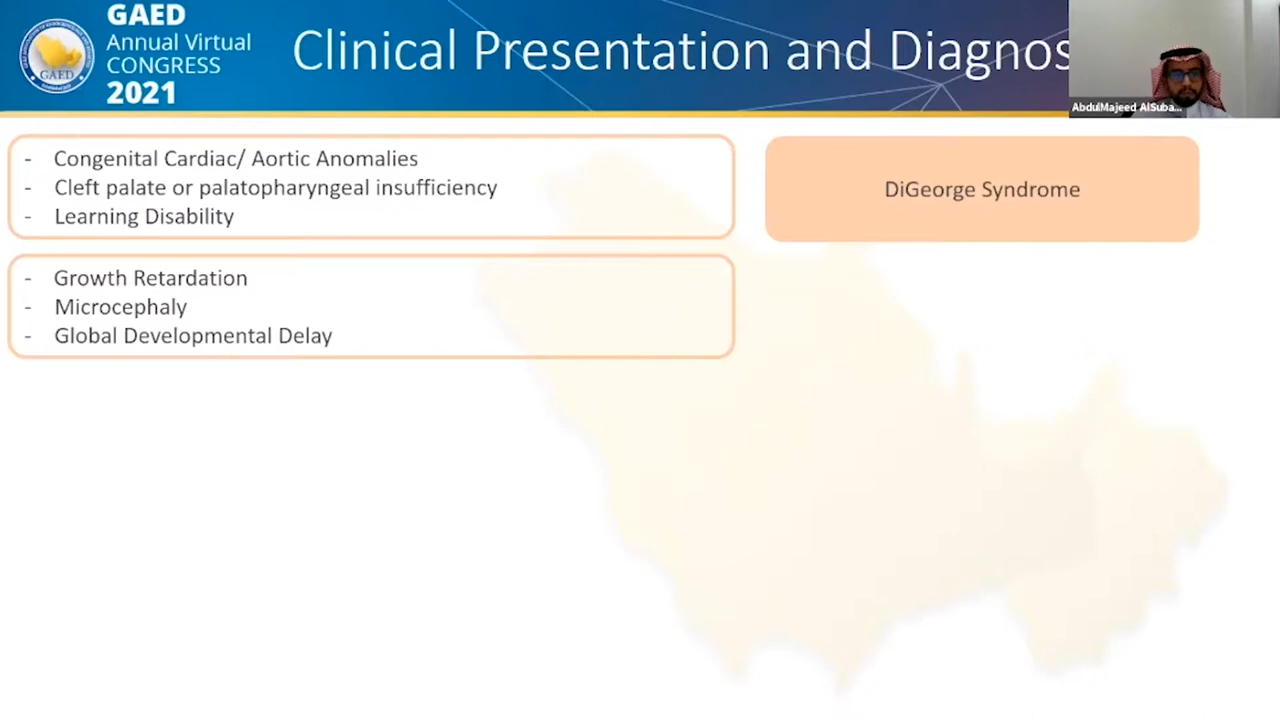 GAED
Annual Virtual
CONGRESS
2021
GAED
Clinical Presentation and Diagnos
AbdulMajeed AlSuba...
- Congenital Cardiac/ Aortic Anomalies
- Cleft palate or palatopharyngeal insufficiency
- Learning Disability
DiGeorge Syndrome
- Growth Retardation
- Microcephaly
- Global Developmental Delay